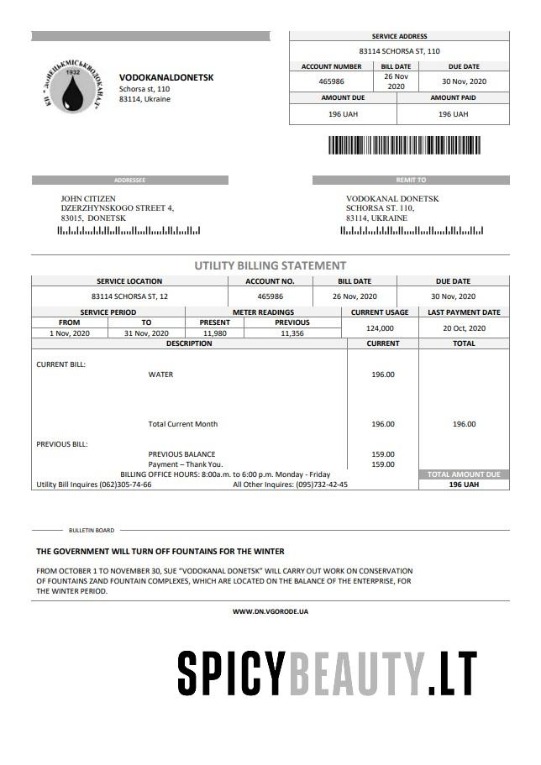 SERVICE ADDRESS
83114 SCHORSA ST, 110
ACCOUNT NUMBER BILL DATE DUE DATE
465986 26 Nov 2020 30 Nov, 2020
AMOUNT DUE AMOUNT PAID
196 UAH 196 UAH
1932
VODOKANALDONETSK
Schorsa st, 110
83114, Ukraine
ADDRESSEE REMIT TO
JOHN CITIZEN
DZERZHYNSKOGO STREET 4,
83015, DONETSK
VODOKANAL DONETSK
SCHORSA ST. 110,
83114, UKRAINE
UTILITY BILLING STATEMENT
SERVICE LOCATION ACCOUNT NO. BILL DATE DUE DATE
83114 SCHORSA ST, 12 465986 26 Nov, 2020 30 Nov, 2020
SERVICE PERIOD METER READINGS CURRENT USAGE LAST PAYMENT DATE
FROM TO PRESENT PREVIOUS 124,000 20 Oct, 2020
1 Nov, 2020 31 Nov, 2020 11,980 11,356
DESCRIPTION CURRENT TOTAL
CURRENT BILL:
WATER 196.00
Total Current Month 196.00 196.00
PREVIOUS BILL:
PREVIOUS BALANCE 159.00
Payment – Thank You. 159.00
BILLING OFFICE HOURS: 8:00a.m. to 6:00 p.m. Monday - Friday TOTAL AMOUNT DUE
Utility Bill Inquires (062)305-74-66 All Other Inquires: (095)732-42-45 196 UAH
BULLETIN BOARD
THE GOVERNMENT WILL TURN OFF FOUNTAINS FOR THE WINTER
FROM OCTOBER 1 TO NOVEMBER 30, SUE “VODOKANAL DONETSK” WILL CARRY OUT WORK ON CONSERVATION
OF FOUNTAINS ZAND FOUNTAIN COMPLEXES, WHICH ARE LOCATED ON THE BALANCE OF THE ENTERPRISE, FOR
THE WINTER PERIOD.
WWW.DN.VGORODE.UA
SPICYBEAUTY.LT